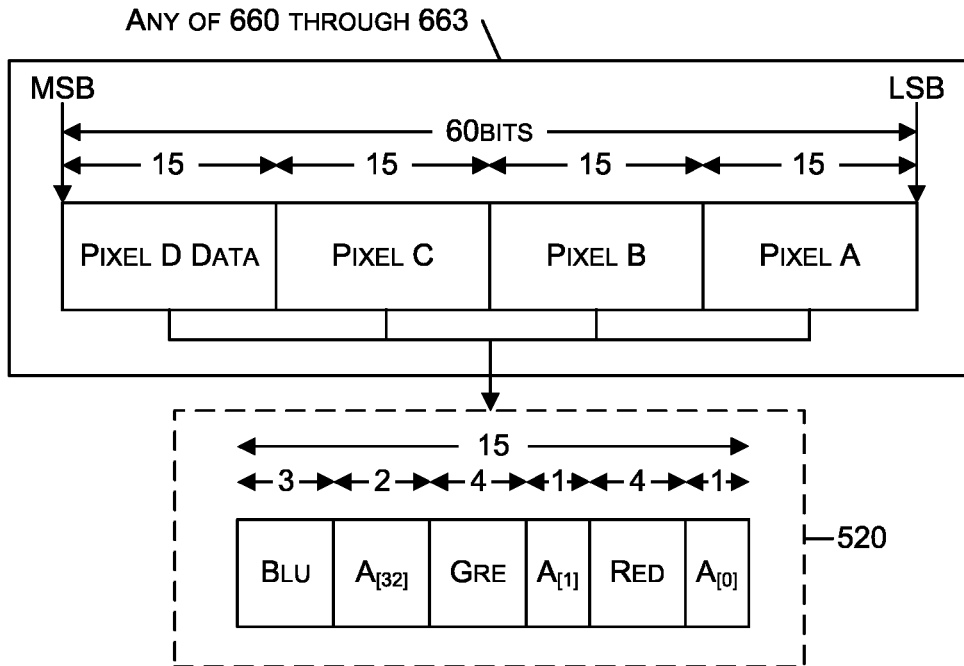 ANY OF 660 THROUGH 663
MSB LSB
60BITS
15 15 15 15
PIXEL D DATA PIXEL C PIXEL B PIXEL A
15
3 2 4 1 4 1
BLU A[32] GRE A[1] RED A[0]
520